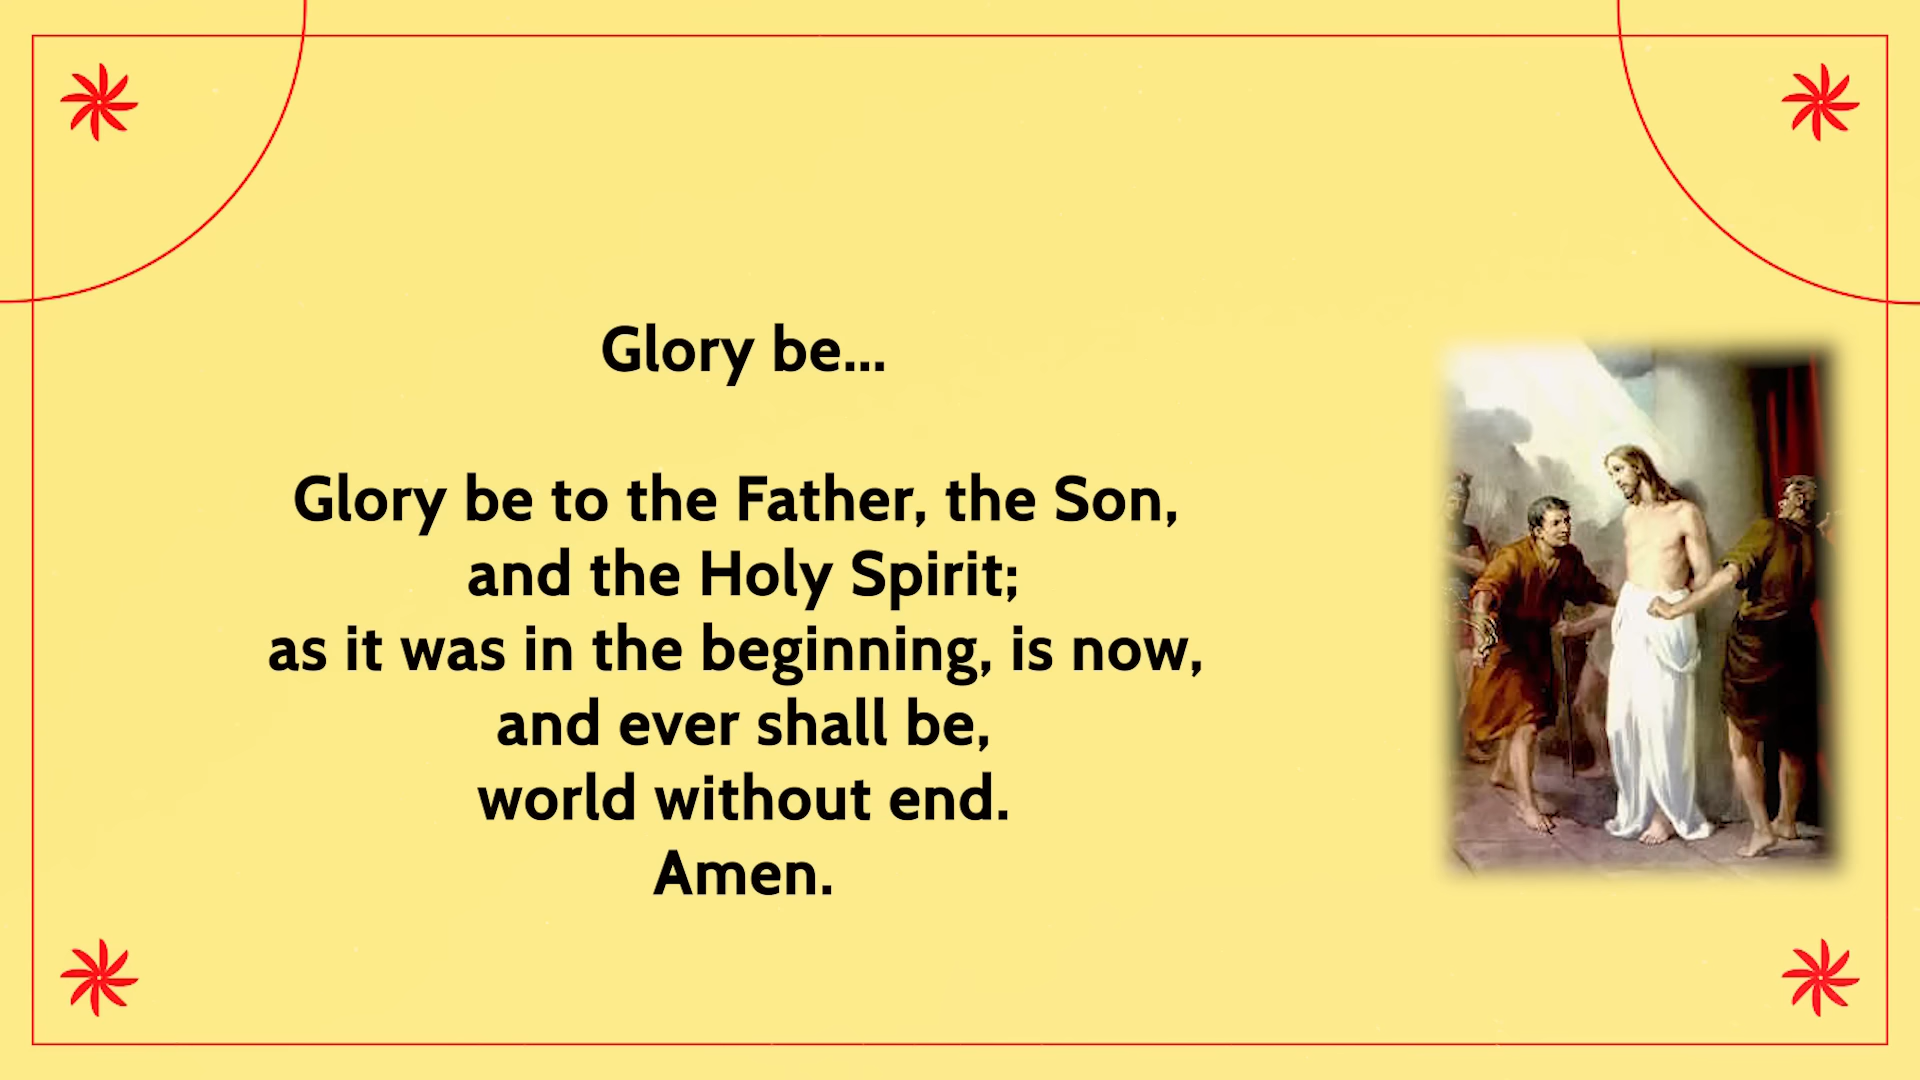 Glory be...
Glory be to the Father, the Son,
and the Holy Spirit;
as it was in the beginning, is now,
and ever shall be,
world without end.
Amen.